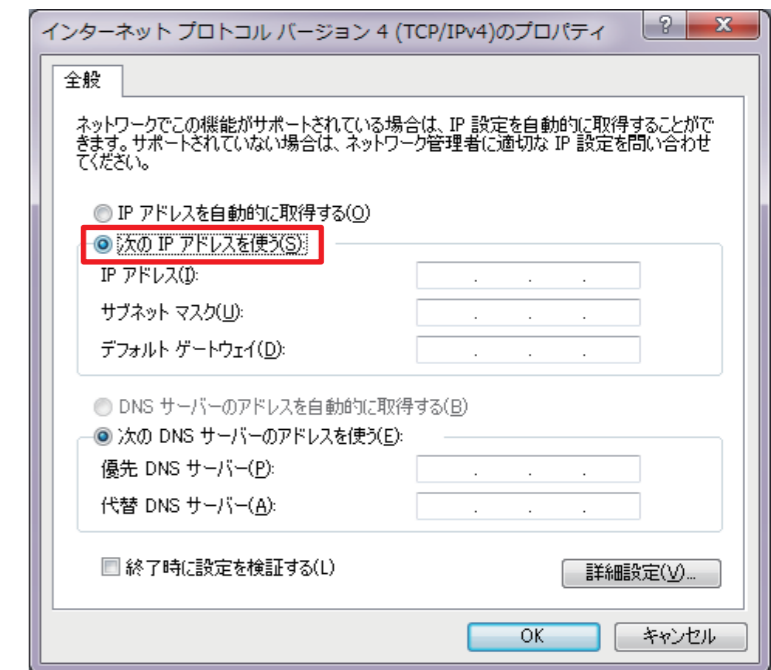 インターネット プロトコル バージョン 4 (TCP/IPv4)のプロパティ
全般
ネットワークでこの機能がサポートされている場合は、IP 設定を自動的に取得することがで
きます。サポートされていない場合は、ネットワーク管理者に適切な IP 設定を問い合わせ
てください。
IP アドレスを自動的に取得する(O)
次の IP アドレスを使う(S):
IP アドレス(I):
サブネット マスク(U):
デフォルト ゲートウェイ(D):
DNS サーバーのアドレスを自動的に取得する(B)
次の DNS サーバーのアドレスを使う(E):
優先 DNS サーバー(P):
代替 DNS サーバー(A):
終了時に設定を検証する(L)
詳細設定(V)...
OK
キャンセル